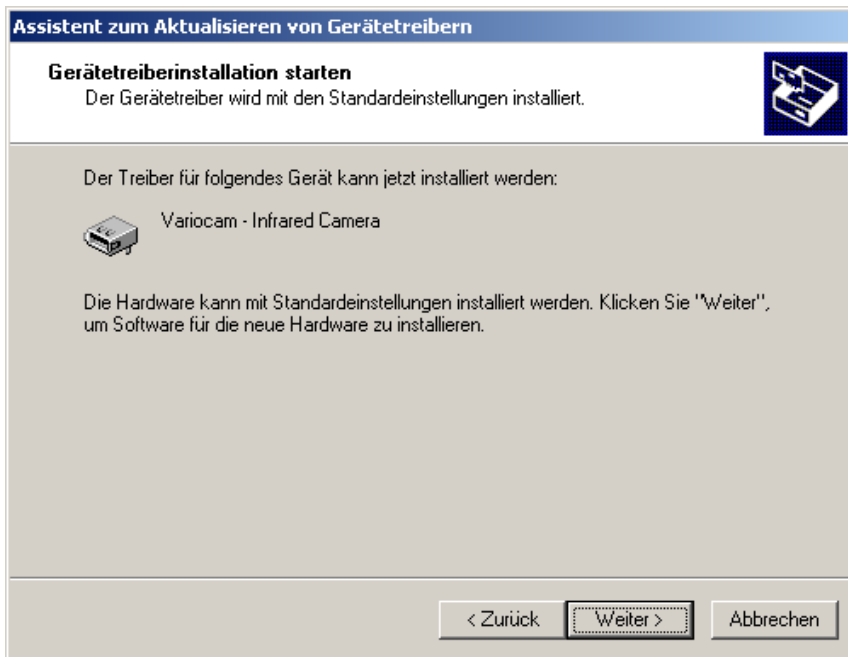 Assistent zum Aktualisieren von Gerätetreibern
Gerätetreiberinstallation starten
Der Gerätetreiber wird mit den Standardeinstellungen installiert.
Der Treiber für folgendes Gerät kann jetzt installiert werden:
Variocam - Infrared Camera
Die Hardware kann mit Standardeinstellungen installiert werden. Klicken Sie "Weiter",
um Software für die neue Hardware zu installieren.
< Zurück Weiter > Abbrechen